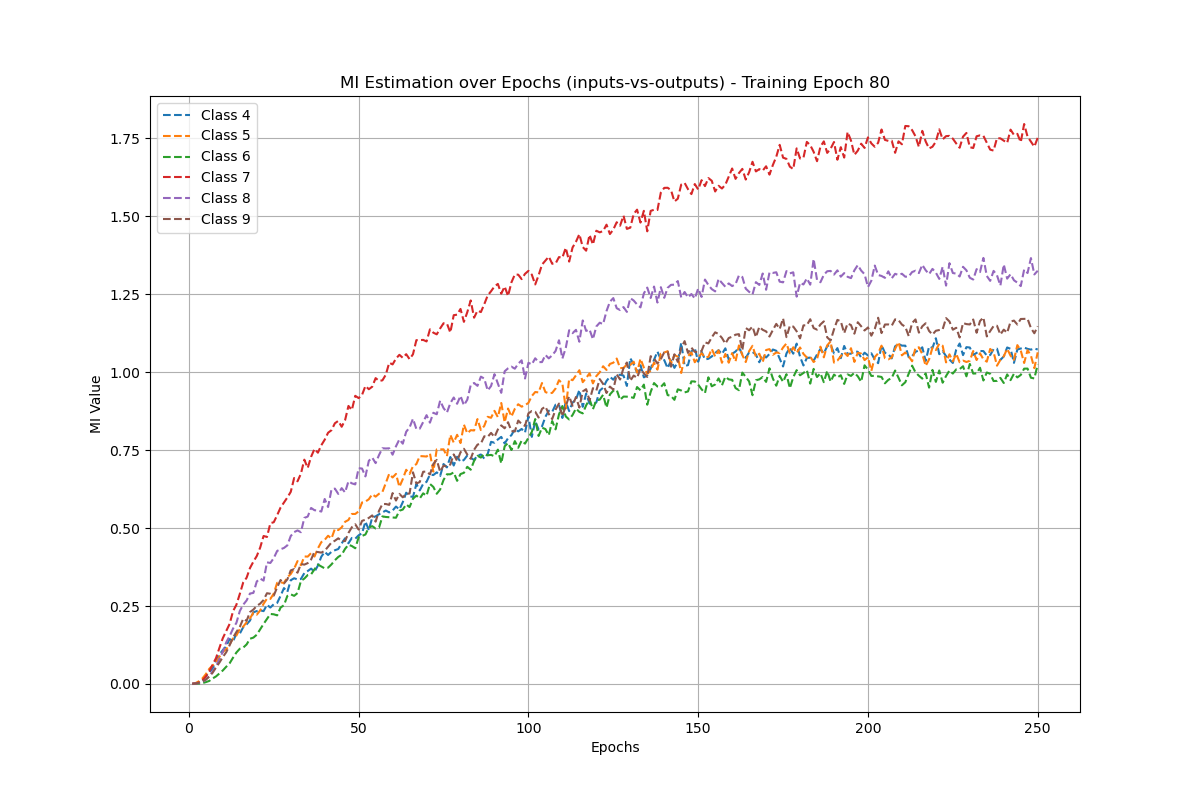 MI Estimation over Epochs (inputs-vs-outputs) - Training Epoch 80
Class 4
Class 5
Class 6
Class 7
Class 8
Class 9
1.75
1.50
1.25
1.00
0.75
0.50
0.25
0.00
MI Value
0 50 100 150 200 250
Epochs